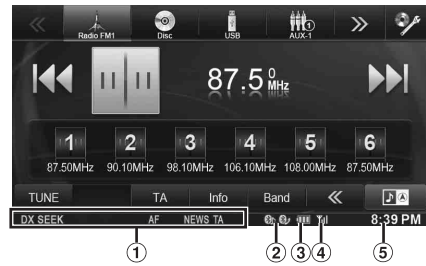 Radio FM1 Disc USB AUX-1
87.5 0 MHz
1 2 3 4 5 6
87.50MHz 90.10MHz 98.10MHz 106.10MHz 108.00MHz 87.50MHz
TUNE TA Info Band
DX SEEK AF NEWS TA 8:39 PM
① ② ③ ④ ⑤